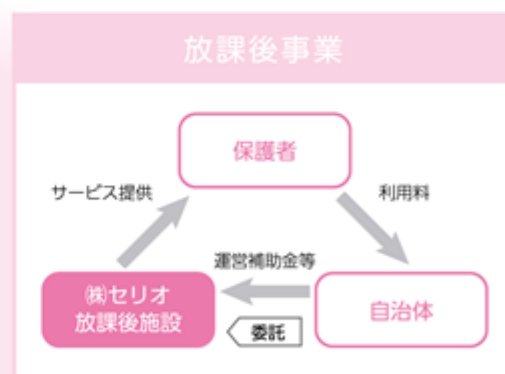 放課後事業
保護者
サービス提供
利用料
運営補助金等
㈱セリオ
放課後施設
自治体
委託